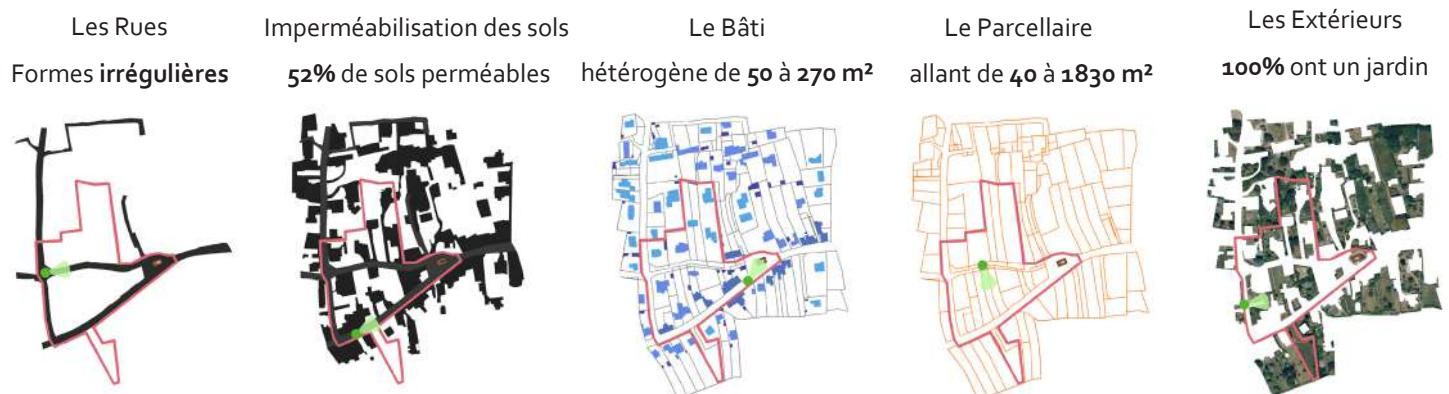 Les Rues
Formes irrégulières
Imperméabilisation des sols
52% de sols perméables
Le Bâti
hétérogène de 50 à 270 m²
Le Parcellaire
allant de 40 à 1830 m²
Les Extérieurs
100% ont un jardin